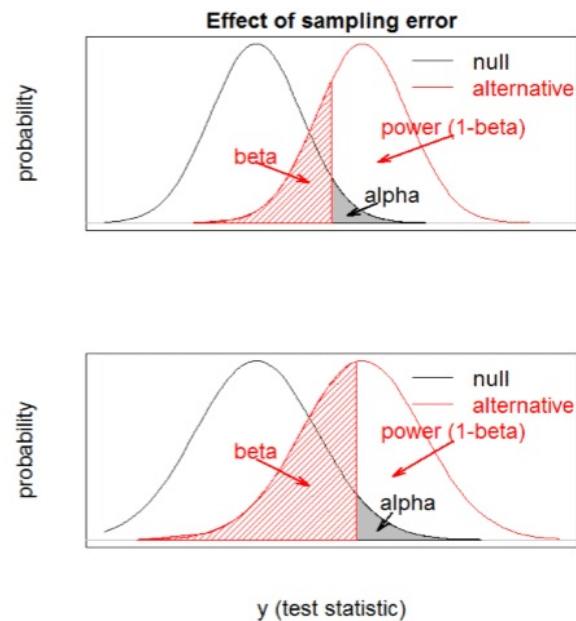 Effect of sampling error
probability
null
alternative
power (1-beta)
beta
alpha
probability
null
alternative
power (1-beta)
beta
alpha
y (test statistic)